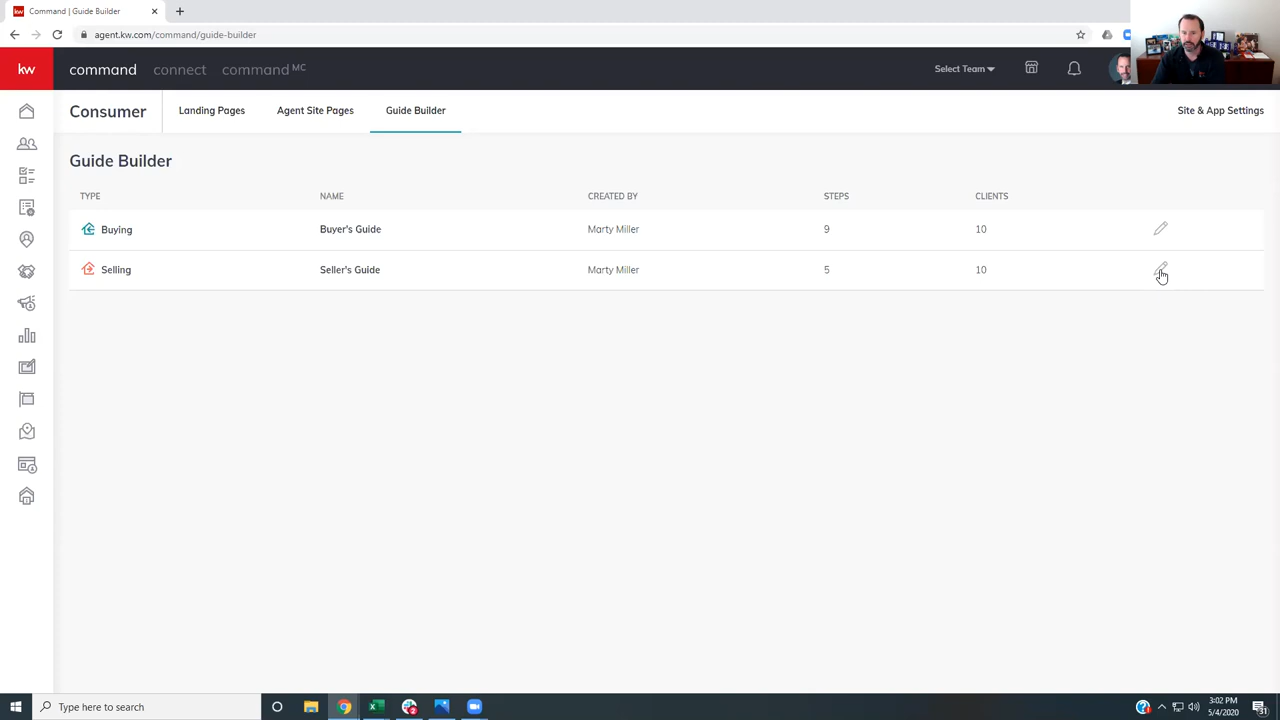 Command | Guide Builder
agent.kw.com/command/guide-builder
kw command connect command MC Select Team
Consumer Landing Pages Agent Site Pages Guide Builder Site & App Settings
Guide Builder
TYPE NAME CREATED BY STEPS CLIENTS
Buying Buyer's Guide Marty Miller 9 10
Selling Seller's Guide Marty Miller 5 10
Type here to search
3:02 PM
5/4/2020